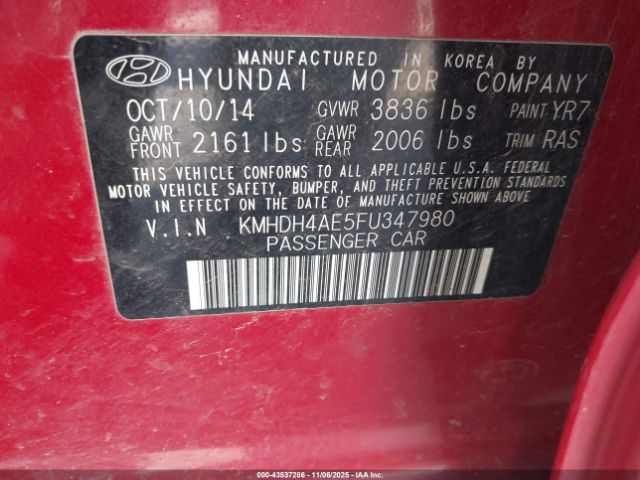 MANUFACTURED IN KOREA BY
HYUNDAI MOTOR COMPANY
OCT/10/14 GVWR 3836 lbs PAINT YR7
GAWR FRONT 2161 lbs GAWR REAR 2006 lbs TRIM RAS
THIS VEHICLE CONFORMS TO ALL APPLICABLE U.S.A. FEDERAL
MOTOR VEHICLE SAFETY, BUMPER, AND THEFT PREVENTION STANDARDS
IN EFFECT ON THE DATE OF MANUFACTURE SHOWN ABOVE.
V.I.N KMHDH4AE5FU347980
PASSENGER CAR
000-43537286 - 11/06/2025 - IAAI.COM